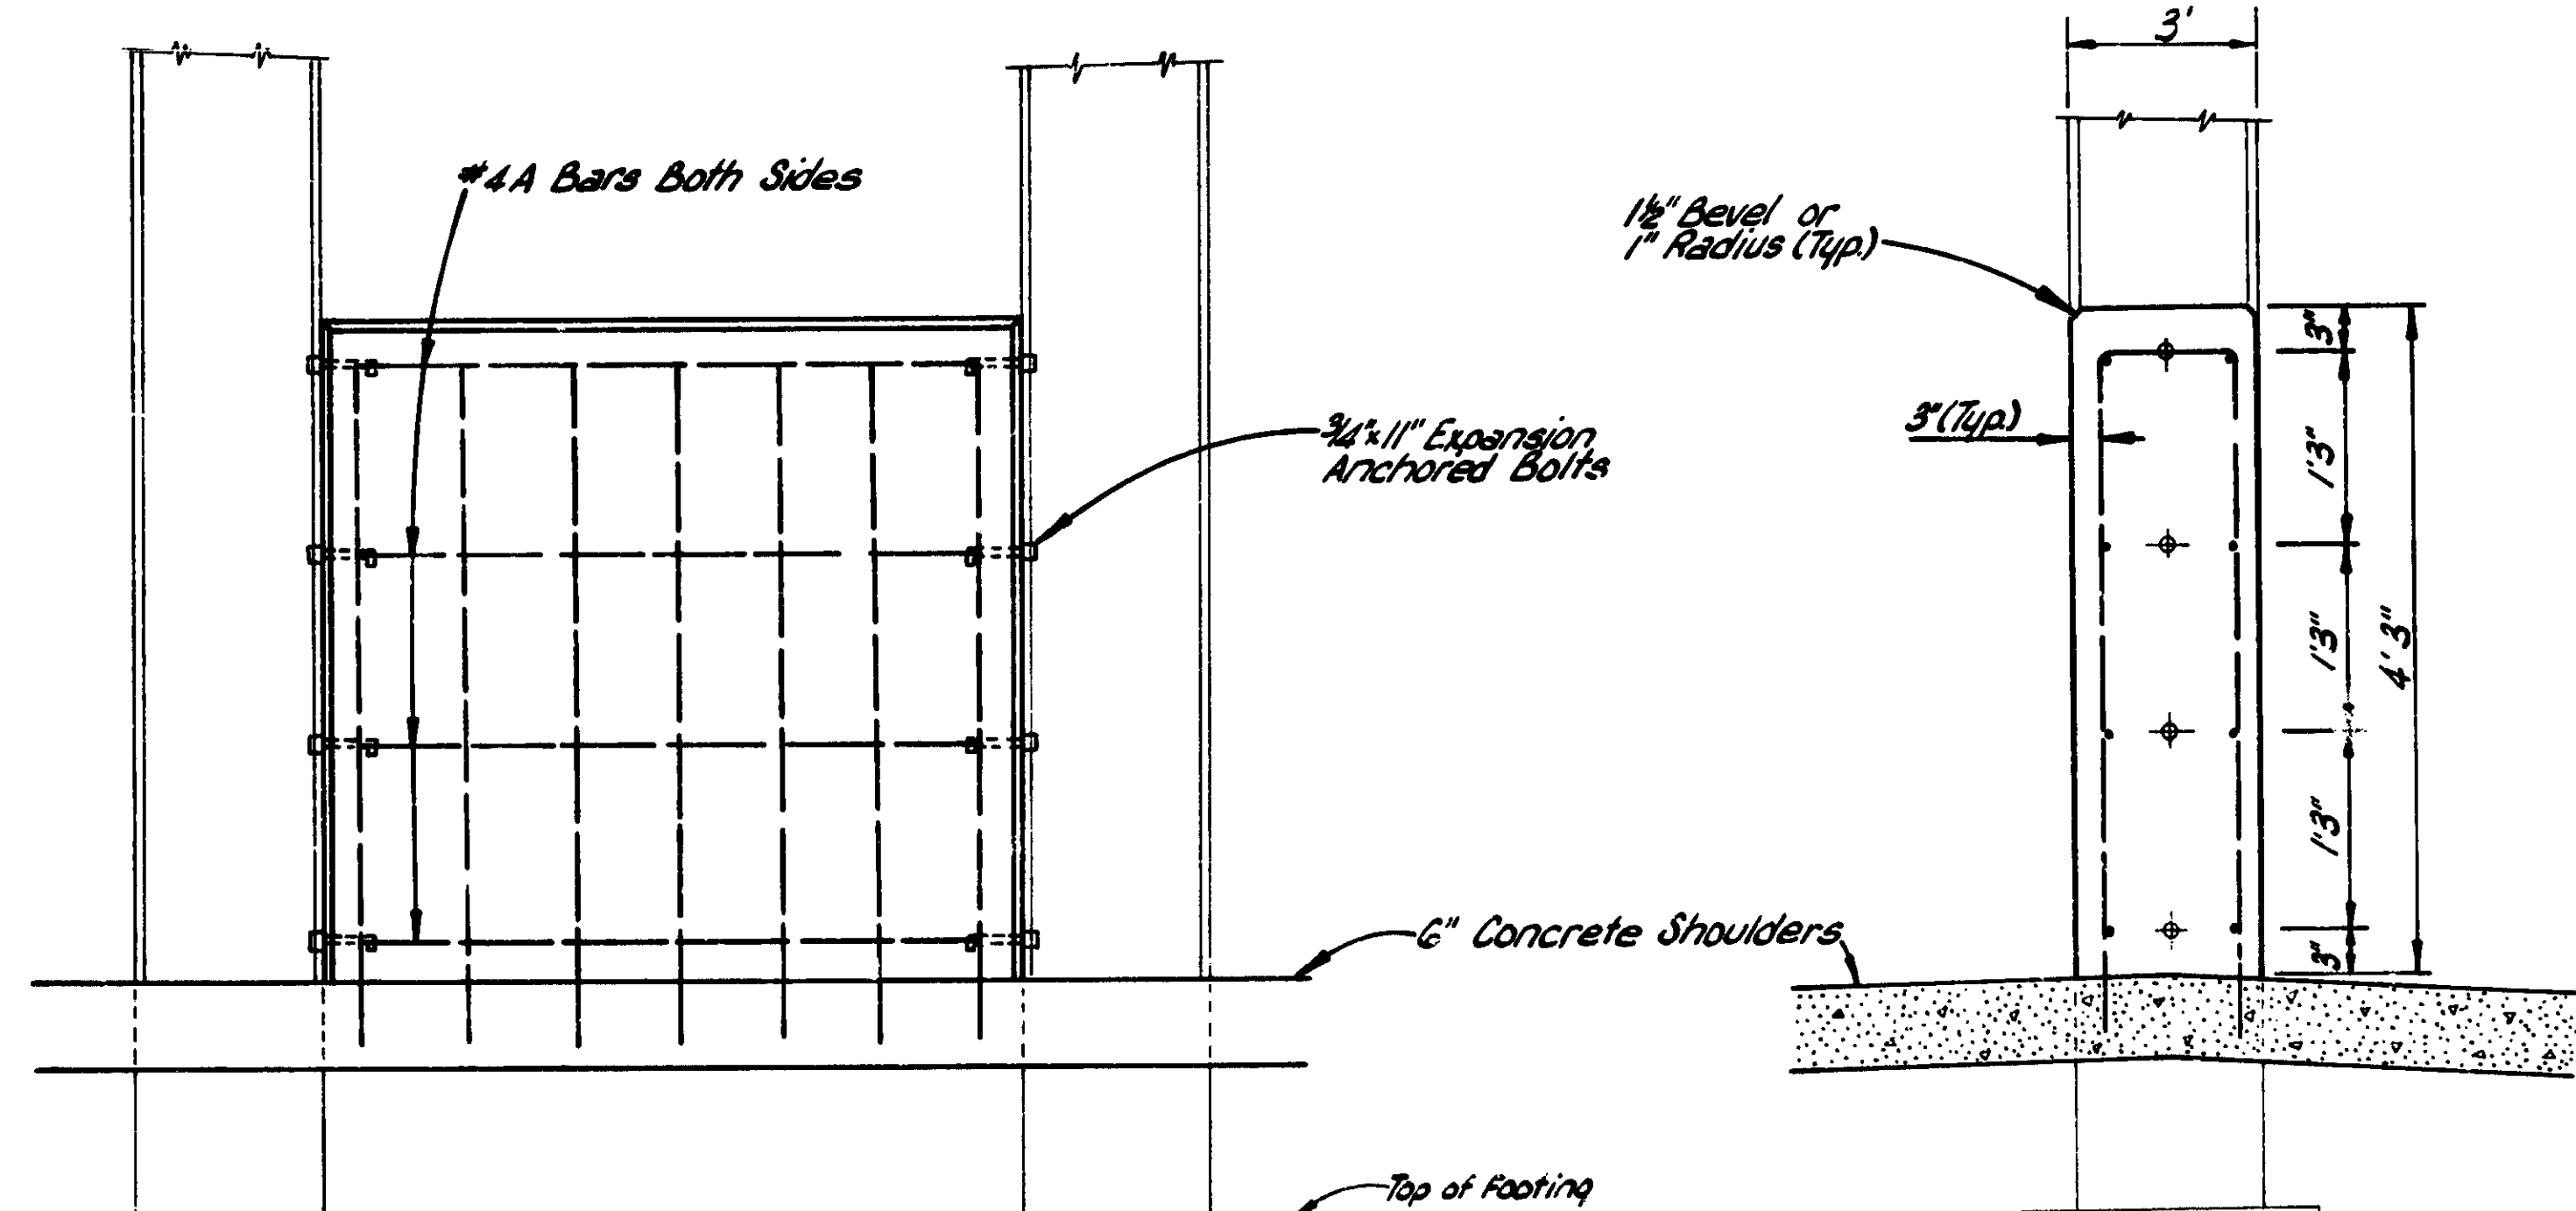 3'
#4 A Bars Both Sides
1½" Bevel or
1" Radius (Typ.)
3"
3" (Typ.)
1'3"
¾"x11" Expansion
Anchored Bolts
1'3"
4'3"
1'3"
6" Concrete Shoulders
3"
Top of Footing